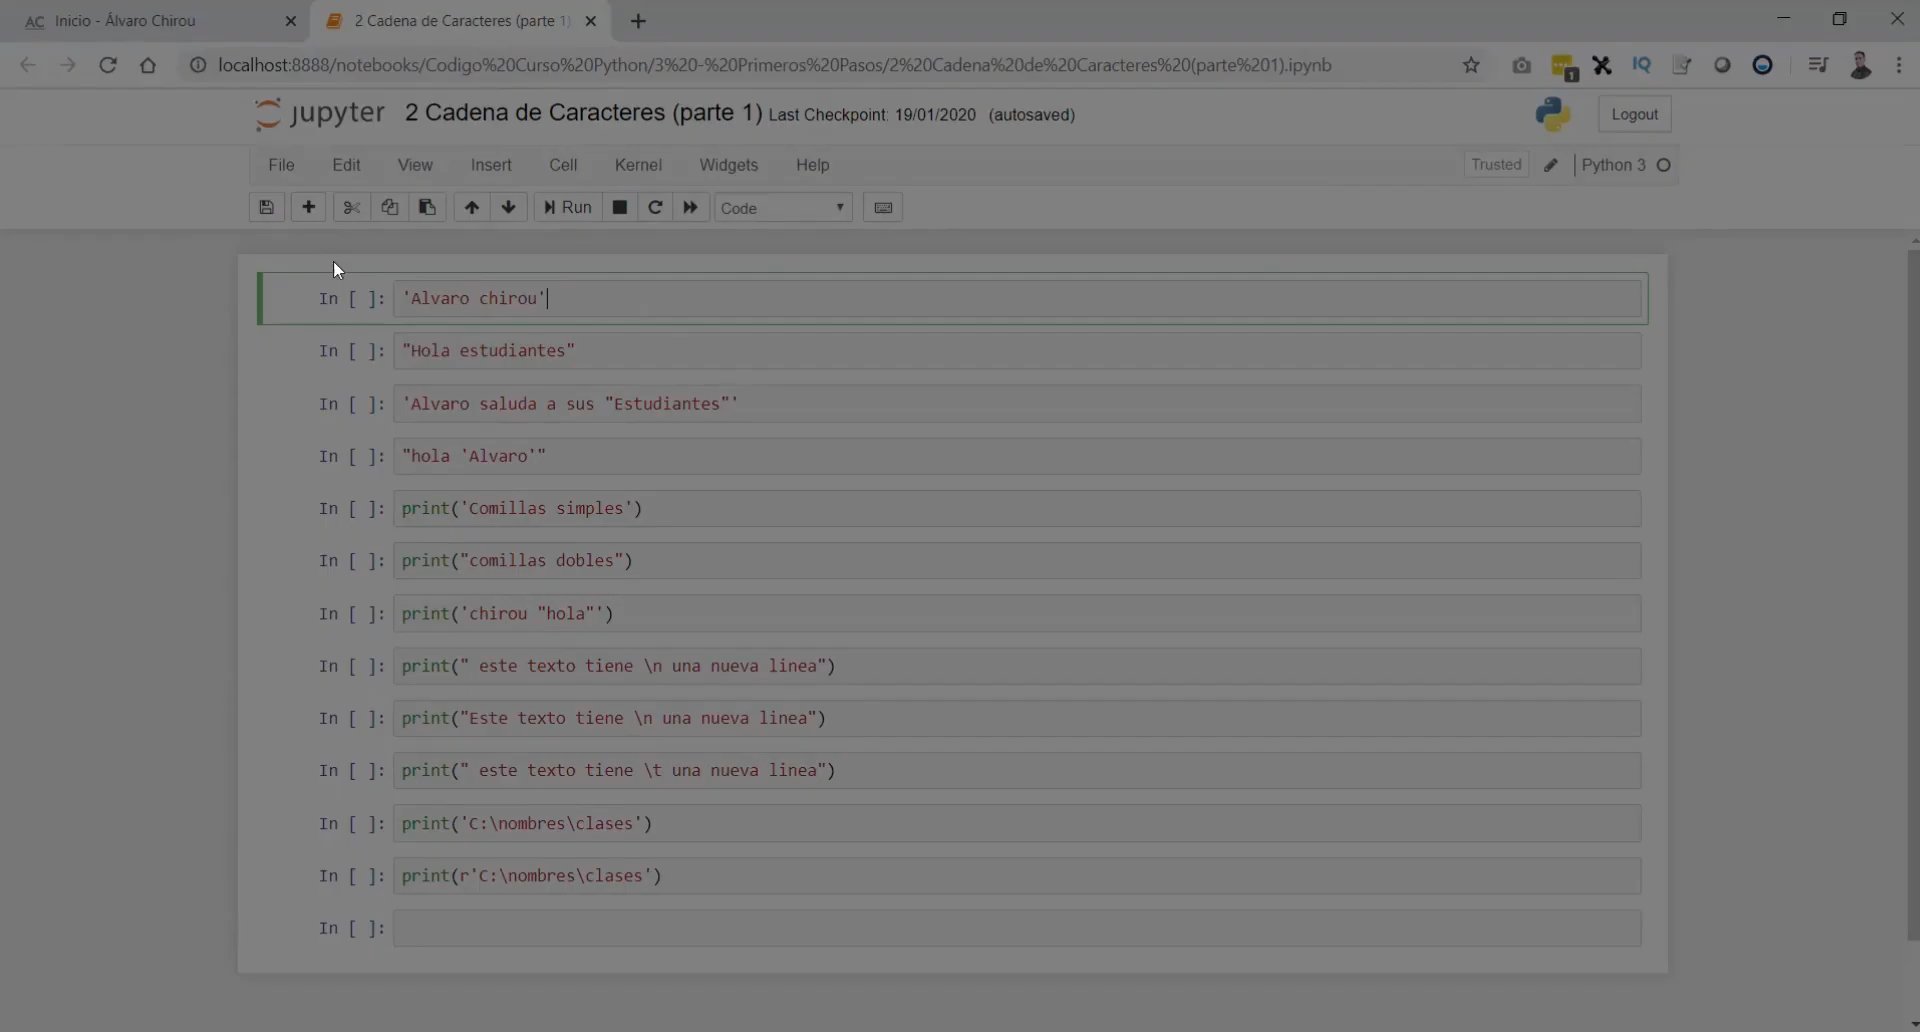 AC Inicio - Álvaro Chirou
2 Cadena de Caracteres (parte 1)
localhost:8888/notebooks/Codigo%20Curso%20Python/3%20-%20Primeros%20Pasos/2%20Cadena%20de%20Caracteres%20(parte%201).ipynb
1
IQ
jupyter 2 Cadena de Caracteres (parte 1) Last Checkpoint: 19/01/2020 (autosaved)
Logout
File Edit View Insert Cell Kernel Widgets Help
Trusted Python 3
Run Code
In [ ]: 'Alvaro chirou'
In [ ]: "Hola estudiantes"
In [ ]: 'Alvaro saluda a sus "Estudiantes"'
In [ ]: "hola 'Alvaro'"
In [ ]: print('Comillas simples')
In [ ]: print("comillas dobles")
In [ ]: print('chirou "hola"')
In [ ]: print(" este texto tiene \n una nueva linea")
In [ ]: print("Este texto tiene \n una nueva linea")
In [ ]: print(" este texto tiene \t una nueva linea")
In [ ]: print('C:\nombres\clases')
In [ ]: print(r'C:\nombres\clases')
In [ ]: